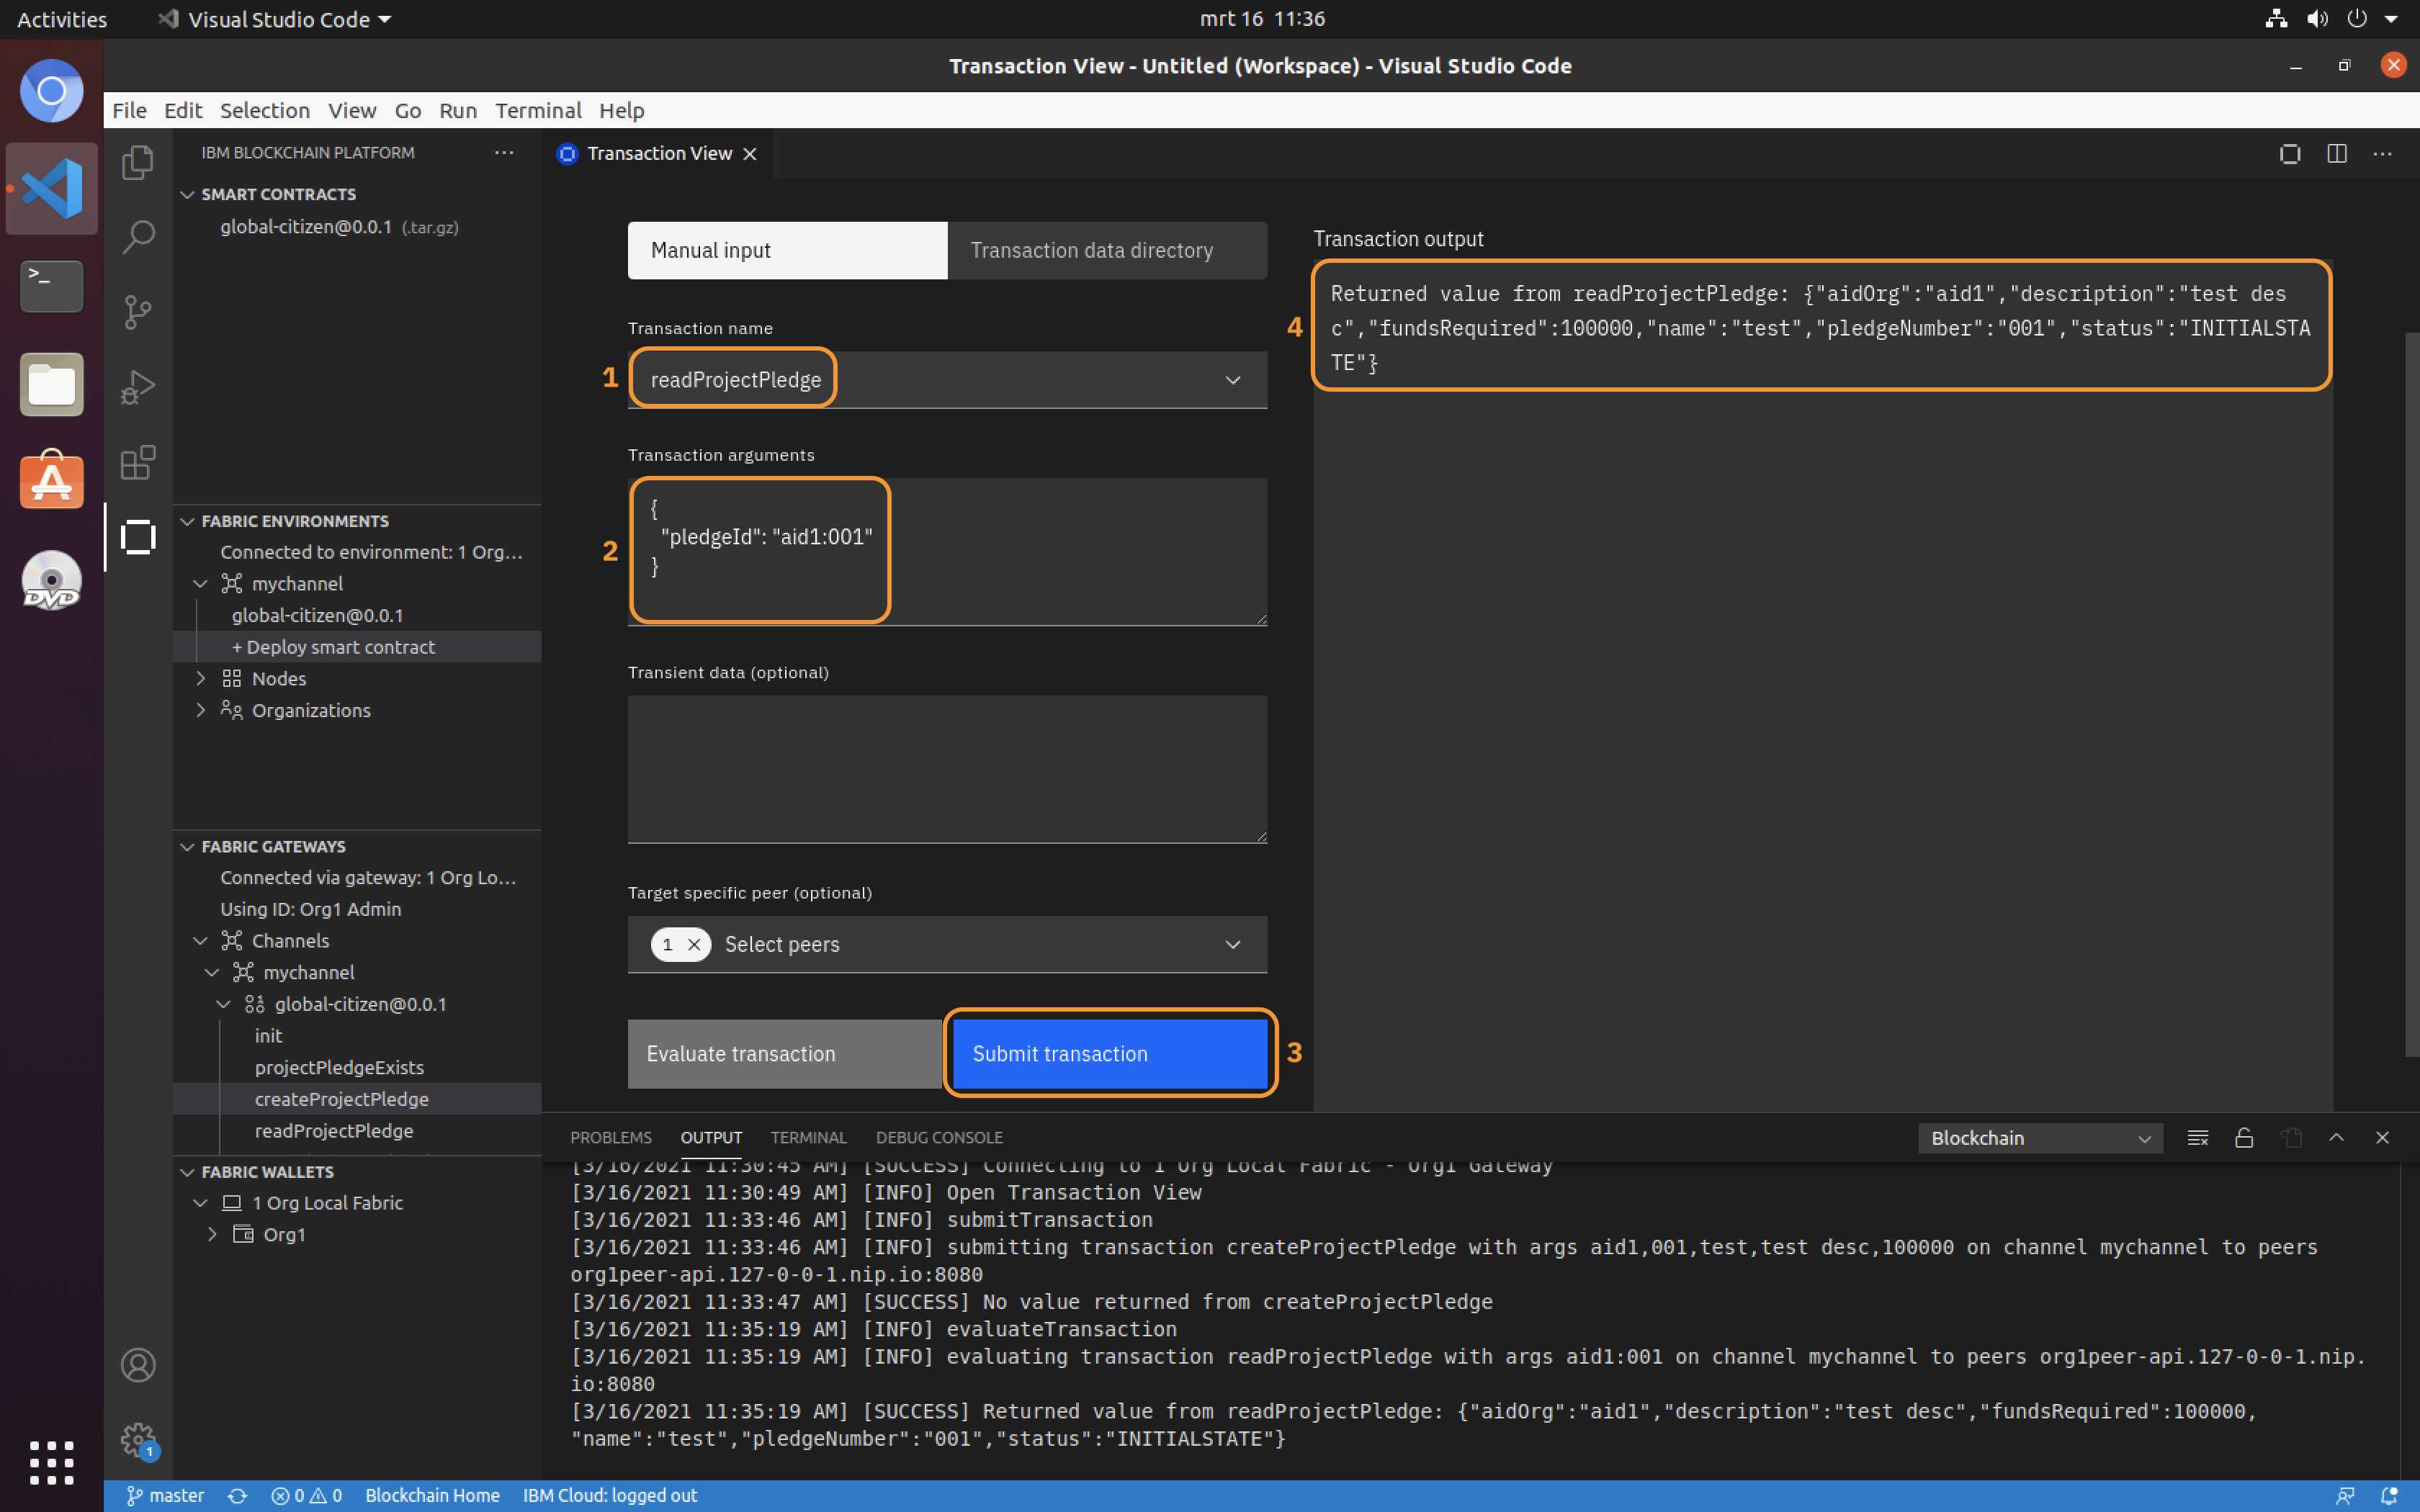 Activities
Visual Studio Code
mrt 16 11:36
Transaction View - Untitled (Workspace) - Visual Studio Code
File Edit Selection View Go Run Terminal Help
IBM BLOCKCHAIN PLATFORM
SMART CONTRACTS
global-citizen@0.0.1 (.tar.gz)
FABRIC ENVIRONMENTS
Connected to environment: 1 Org...
mychannel
global-citizen@0.0.1
+ Deploy smart contract
Nodes
Organizations
FABRIC GATEWAYS
Connected via gateway: 1 Org Lo...
Using ID: Org1 Admin
Channels
mychannel
global-citizen@0.0.1
init
projectPledgeExists
createProjectPledge
readProjectPledge
FABRIC WALLETS
1 Org Local Fabric
Org1
DVD
1
Transaction View
Manual input
Transaction data directory
Transaction name
1
readProjectPledge
Transaction arguments
2
{
"pledgeId": "aid1:001"
}
Transient data (optional)
Target specific peer (optional)
1 Select peers
Evaluate transaction
Submit transaction
3
Transaction output
4
Returned value from readProjectPledge: {"aidOrg":"aid1","description":"test des
c","fundsRequired":100000,"name":"test","pledgeNumber":"001","status":"INITIALSTA
TE"}
PROBLEMS OUTPUT TERMINAL DEBUG CONSOLE
Blockchain
[3/16/2021 11:30:45 AM] [SUCCESS] Connecting to 1 Org Local Fabric - Org1 Gateway
[3/16/2021 11:30:49 AM] [INFO] Open Transaction View
[3/16/2021 11:33:46 AM] [INFO] submitTransaction
[3/16/2021 11:33:46 AM] [INFO] submitting transaction createProjectPledge with args aid1,001,test,test desc,100000 on channel mychannel to peers
org1peer-api.127-0-0-1.nip.io:8080
[3/16/2021 11:33:47 AM] [SUCCESS] No value returned from createProjectPledge
[3/16/2021 11:35:19 AM] [INFO] evaluateTransaction
[3/16/2021 11:35:19 AM] [INFO] evaluating transaction readProjectPledge with args aid1:001 on channel mychannel to peers org1peer-api.127-0-0-1.nip.
io:8080
[3/16/2021 11:35:19 AM] [SUCCESS] Returned value from readProjectPledge: {"aidOrg":"aid1","description":"test desc","fundsRequired":100000,
"name":"test","pledgeNumber":"001","status":"INITIALSTATE"}
master 0 0 Blockchain Home IBM Cloud: logged out